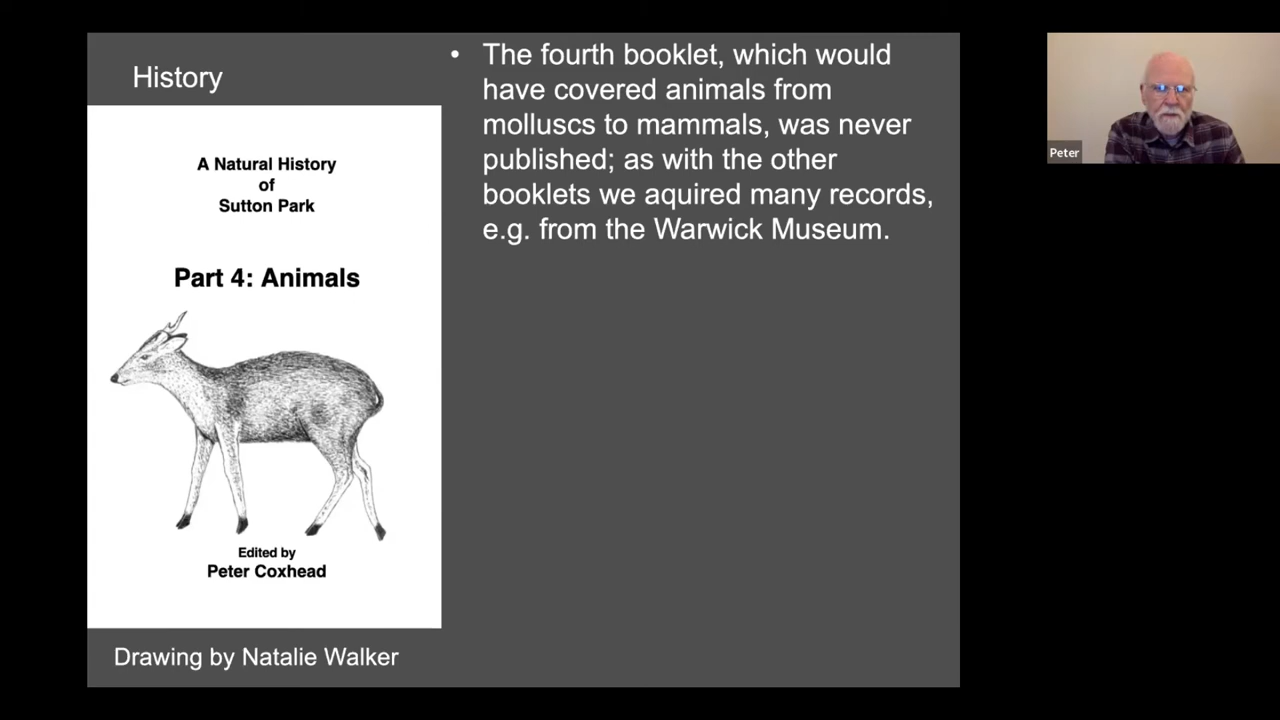 History
A Natural History
of
Sutton Park
Part 4: Animals
Edited by
Peter Coxhead
Drawing by Natalie Walker
• The fourth booklet, which would
have covered animals from
molluscs to mammals, was never
published; as with the other
booklets we aquired many records,
e.g. from the Warwick Museum.
Peter